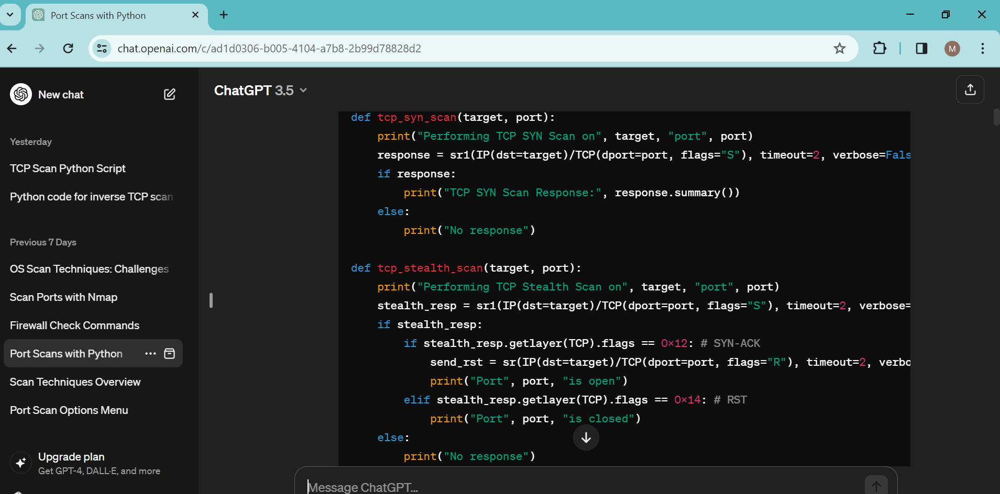 Port Scans with Python
chat.openai.com/c/ad1d0306-b005-4104-a7b8-2b99d78828d2
M
New chat
Yesterday
TCP Scan Python Script
Python code for inverse TCP scan
Previous 7 Days
OS Scan Techniques: Challenges
Scan Ports with Nmap
Firewall Check Commands
Port Scans with Python
Scan Techniques Overview
Port Scan Options Menu
Upgrade plan
Get GPT-4, DALL·E, and more
ChatGPT 3.5
def tcp_syn_scan(target, port):
    print("Performing TCP SYN Scan on", target, "port", port)
    response = sr1(IP(dst=target)/TCP(dport=port, flags="S"), timeout=2, verbose=Fals
    if response:
        print("TCP SYN Scan Response:", response.summary())
    else:
        print("No response")
def tcp_stealth_scan(target, port):
    print("Performing TCP Stealth Scan on", target, "port", port)
    stealth_resp = sr1(IP(dst=target)/TCP(dport=port, flags="S"), timeout=2, verbose=
    if stealth_resp:
        if stealth_resp.getlayer(TCP).flags == 0x12: # SYN-ACK
            send_rst = sr(IP(dst=target)/TCP(dport=port, flags="R"), timeout=2, verbo
            print("Port", port, "is open")
        elif stealth_resp.getlayer(TCP).flags == 0x14: # RST
            print("Port", port, "is closed")
    else:
        print("No response")
Message ChatGPT...